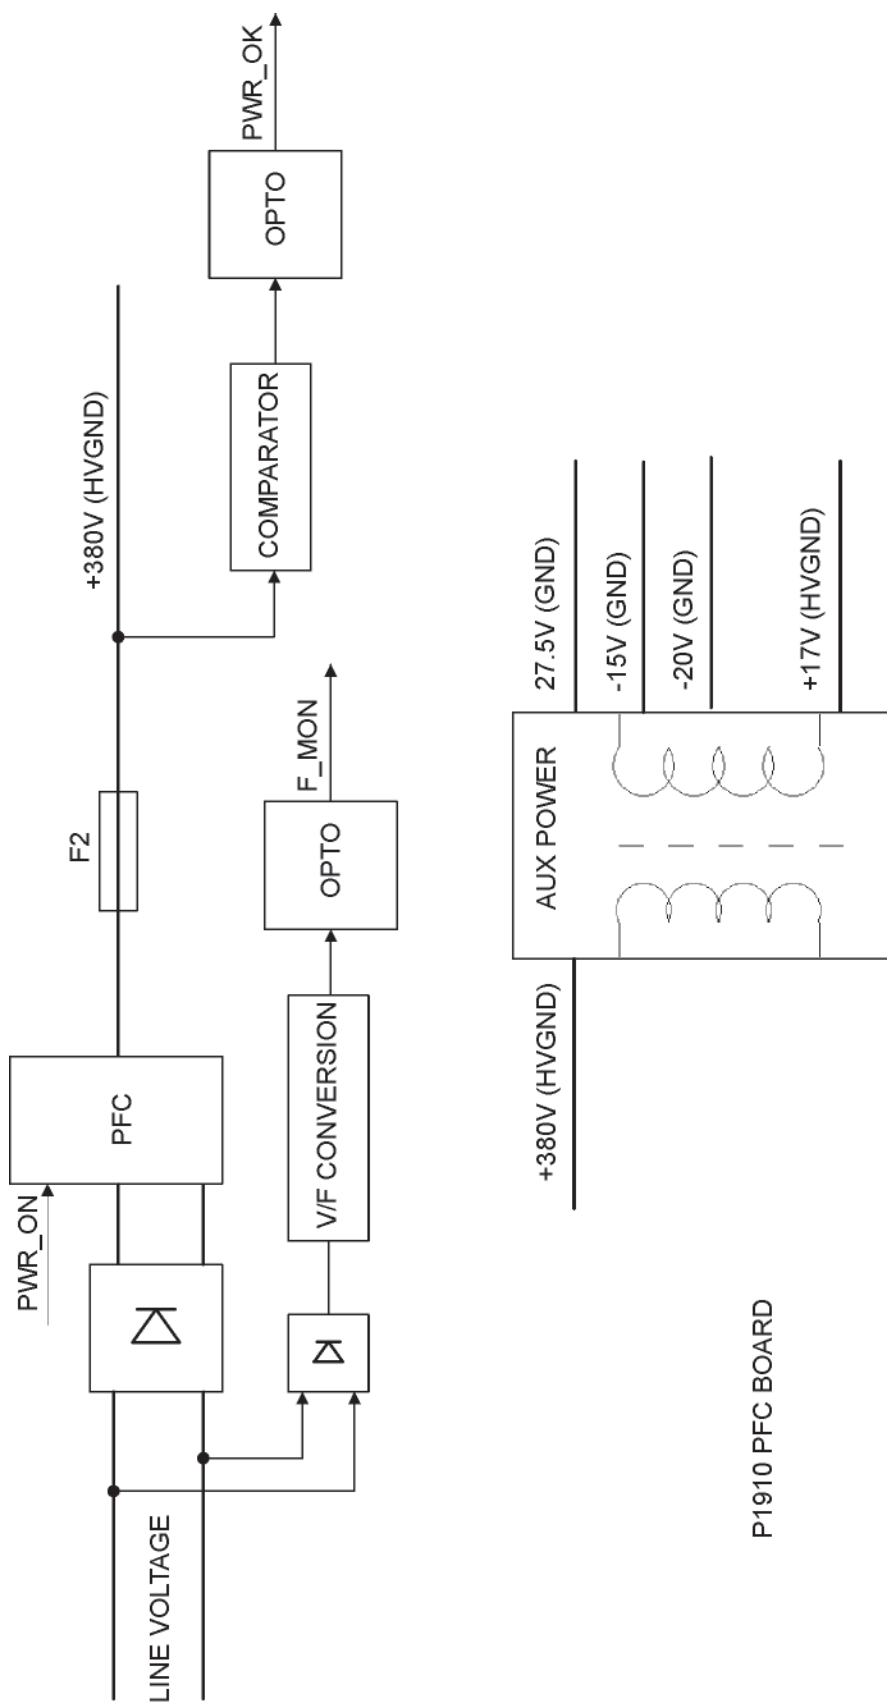 PWR_OK
OPTO
+380V (HVGND)
COMPARATOR
F2
F_MON
OPTO
PFC
PWR_ON
V/F CONVERSION
LINE VOLTAGE
27.5V (GND)
-15V (GND)
-20V (GND)
+17V (HVGND)
AUX POWER
+380V (HVGND)
P1910 PFC BOARD